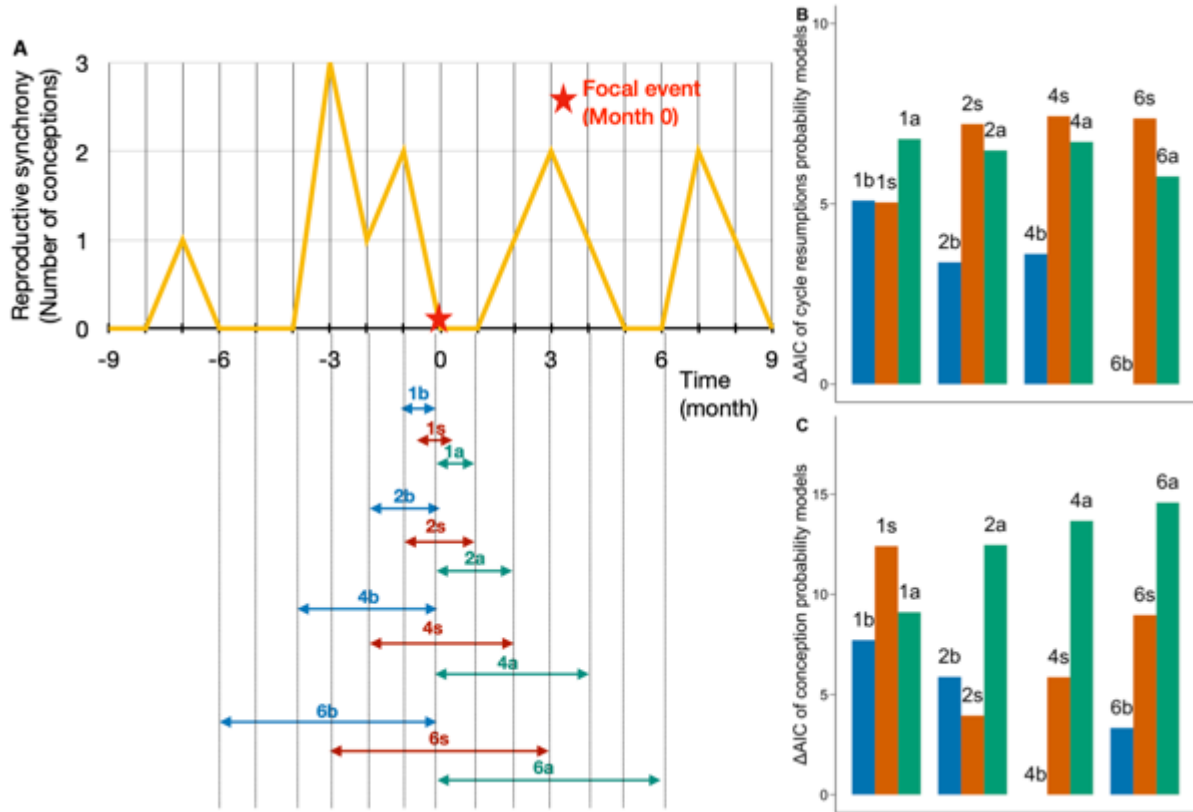 A
Reproductive synchrony
(Number of conceptions)
3
2
1
0
Focal event
(Month 0)
-9
-6
-3
0
3
6
9
Time
(month)
1b
1s
1a
2b
2s
2a
4b
4s
4a
6b
6s
6a
B
ΔAIC of cycle resumptions probability models
10
5
0
1b
1s
1a
2b
2s
2a
4b
4s
4a
6b
6s
6a
C
ΔAIC of conception probability models
15
10
5
0
1b
1s
1a
2b
2s
2a
4b
4s
4a
6b
6s
6a